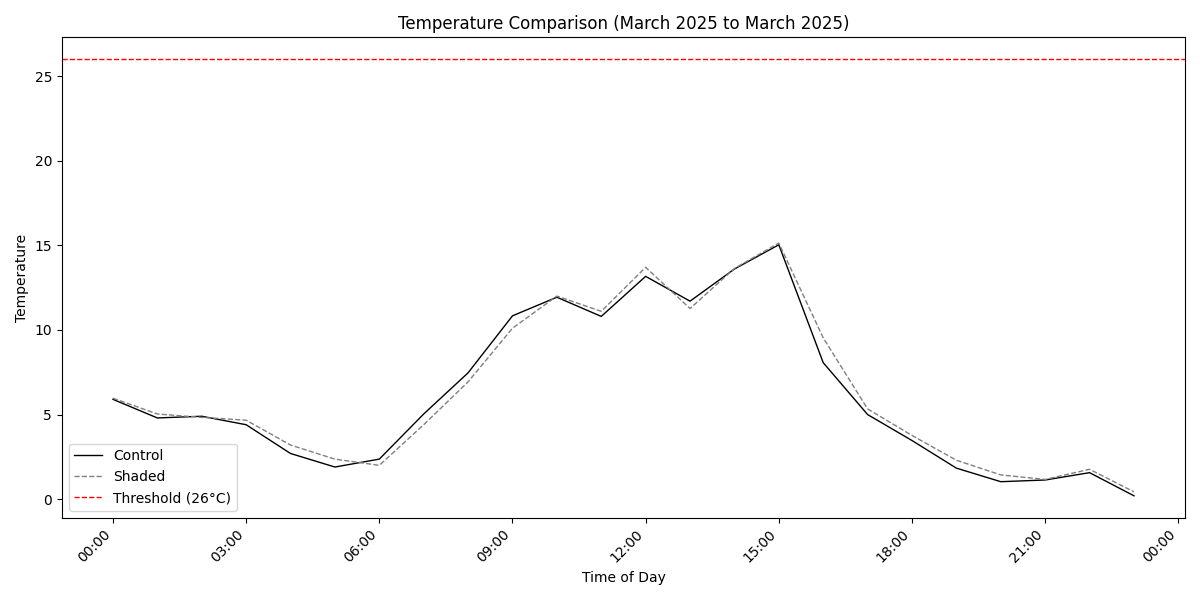 Temperature Comparison (March 2025 to March 2025)
25
20
15
10
5
0
Temperature
Control
Shaded
Threshold (26°C)
00:00
03:00
06:00
09:00
12:00
15:00
18:00
21:00
00:00
Time of Day